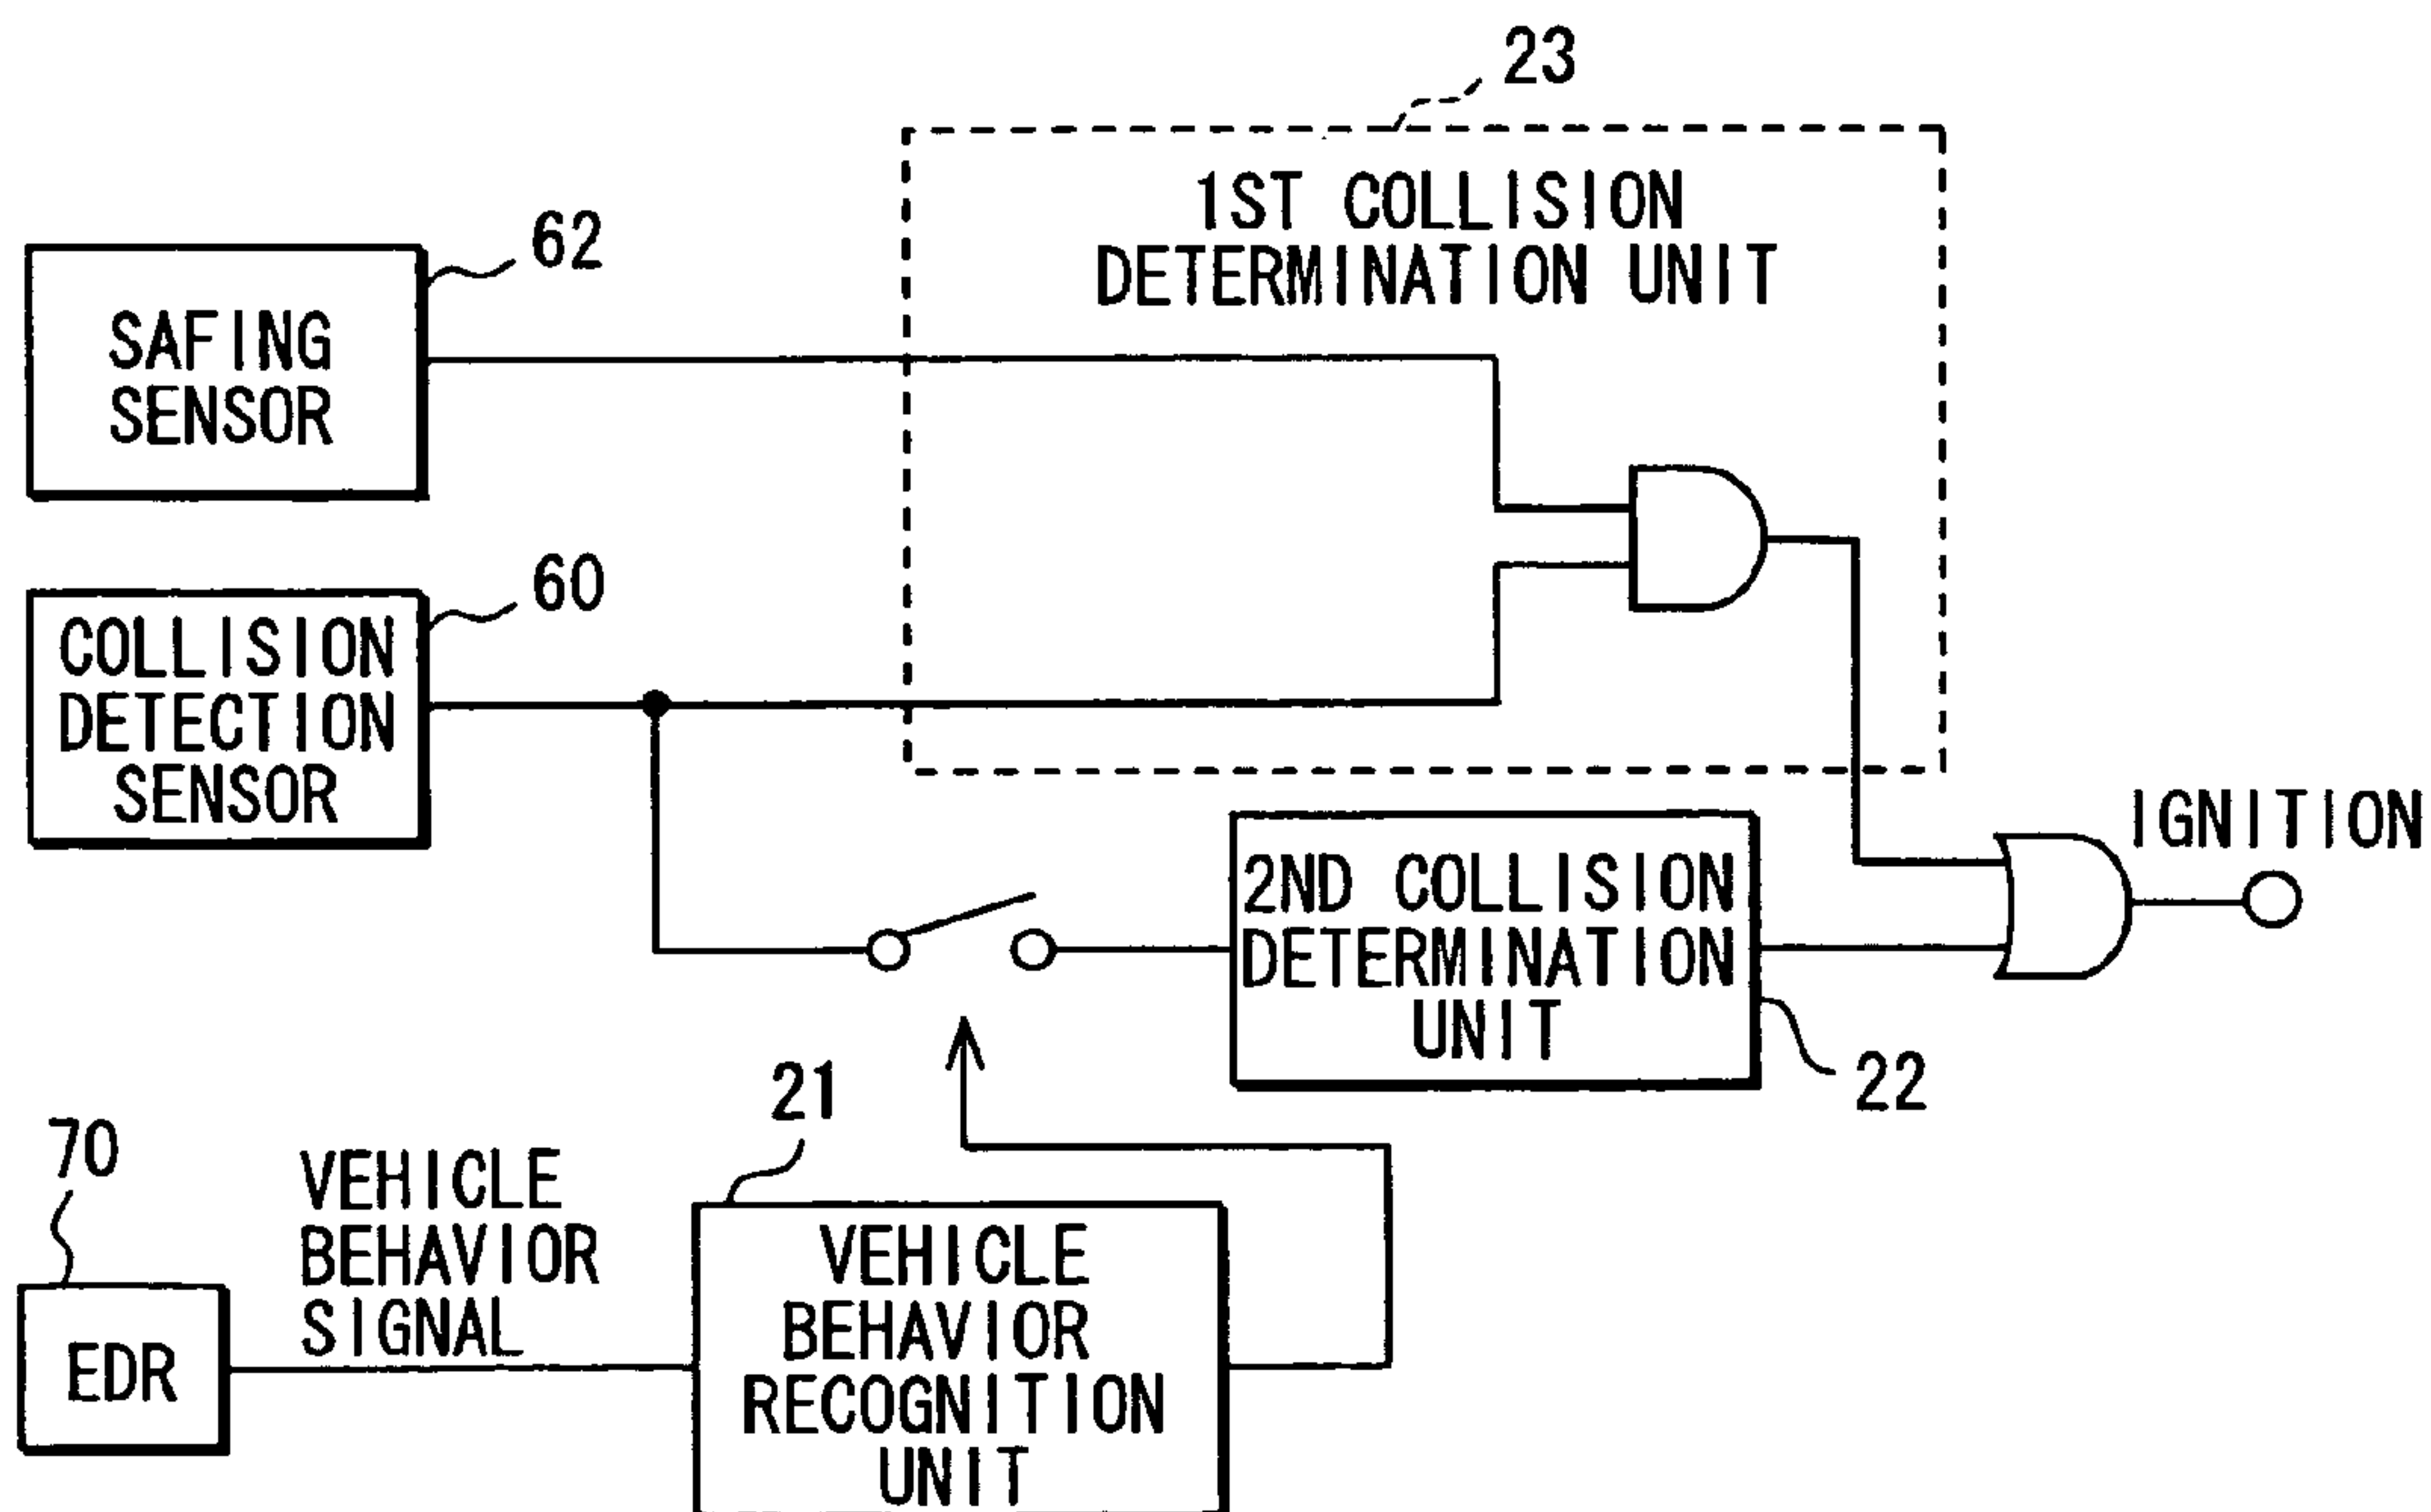 23
1ST COLLISION
DETERMINATION UNIT
62
SAFING
SENSOR
60
COLLISION
DETECTION
SENSOR
IGNITION
2ND COLLISION
DETERMINATION
UNIT
22
21
70
VEHICLE
BEHAVIOR
SIGNAL
EDR
VEHICLE
BEHAVIOR
RECOGNITION
UNIT